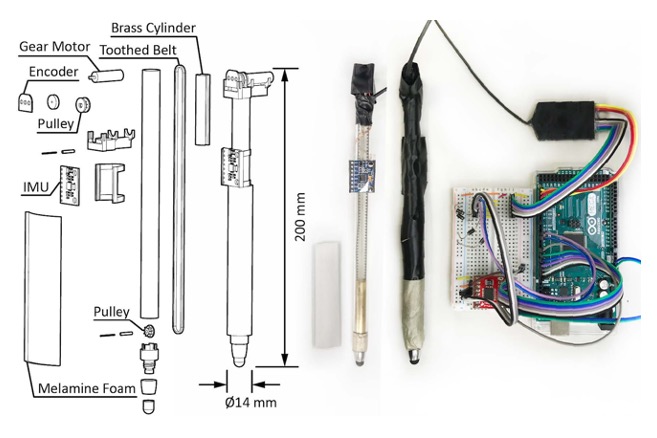 Brass Cylinder
Gear Motor
Toothed Belt
Encoder
Pulley
IMU
200 mm
Pulley
Melamine Foam
Ø14 mm